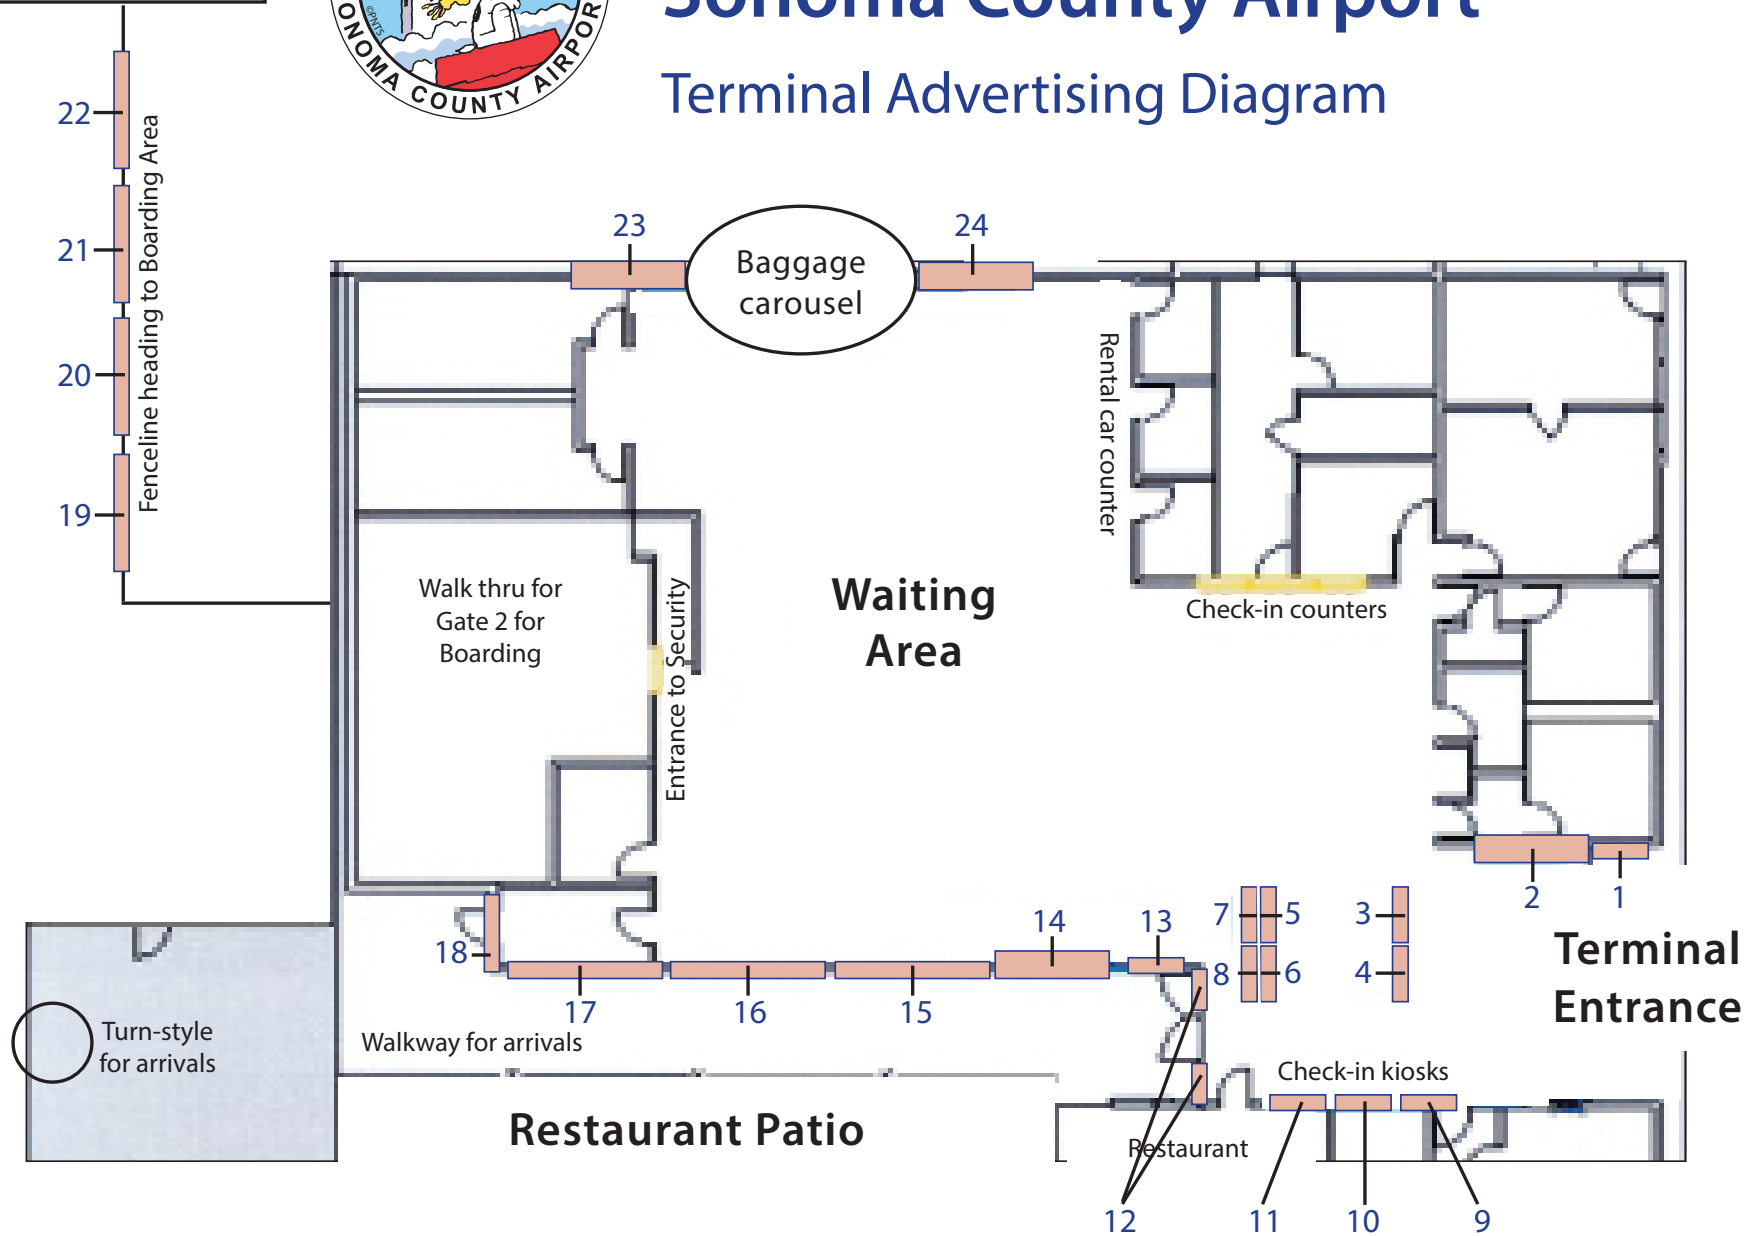 Sonoma County Airport
Terminal Advertising Diagram
©PNTS
SONOMA COUNTY AIRPORT
22
21
20
19
Fenceline heading to Boarding Area
23
24
Baggage
carousel
Rental car counter
Walk thru for
Gate 2 for
Boarding
Entrance to Security
Waiting
Area
Check-in counters
2
1
7
5
3
8
6
4
14
13
18
17
16
15
Terminal
Entrance
Turn-style
for arrivals
Walkway for arrivals
Check-in kiosks
Restaurant Patio
Restaurant
12
11
10
9